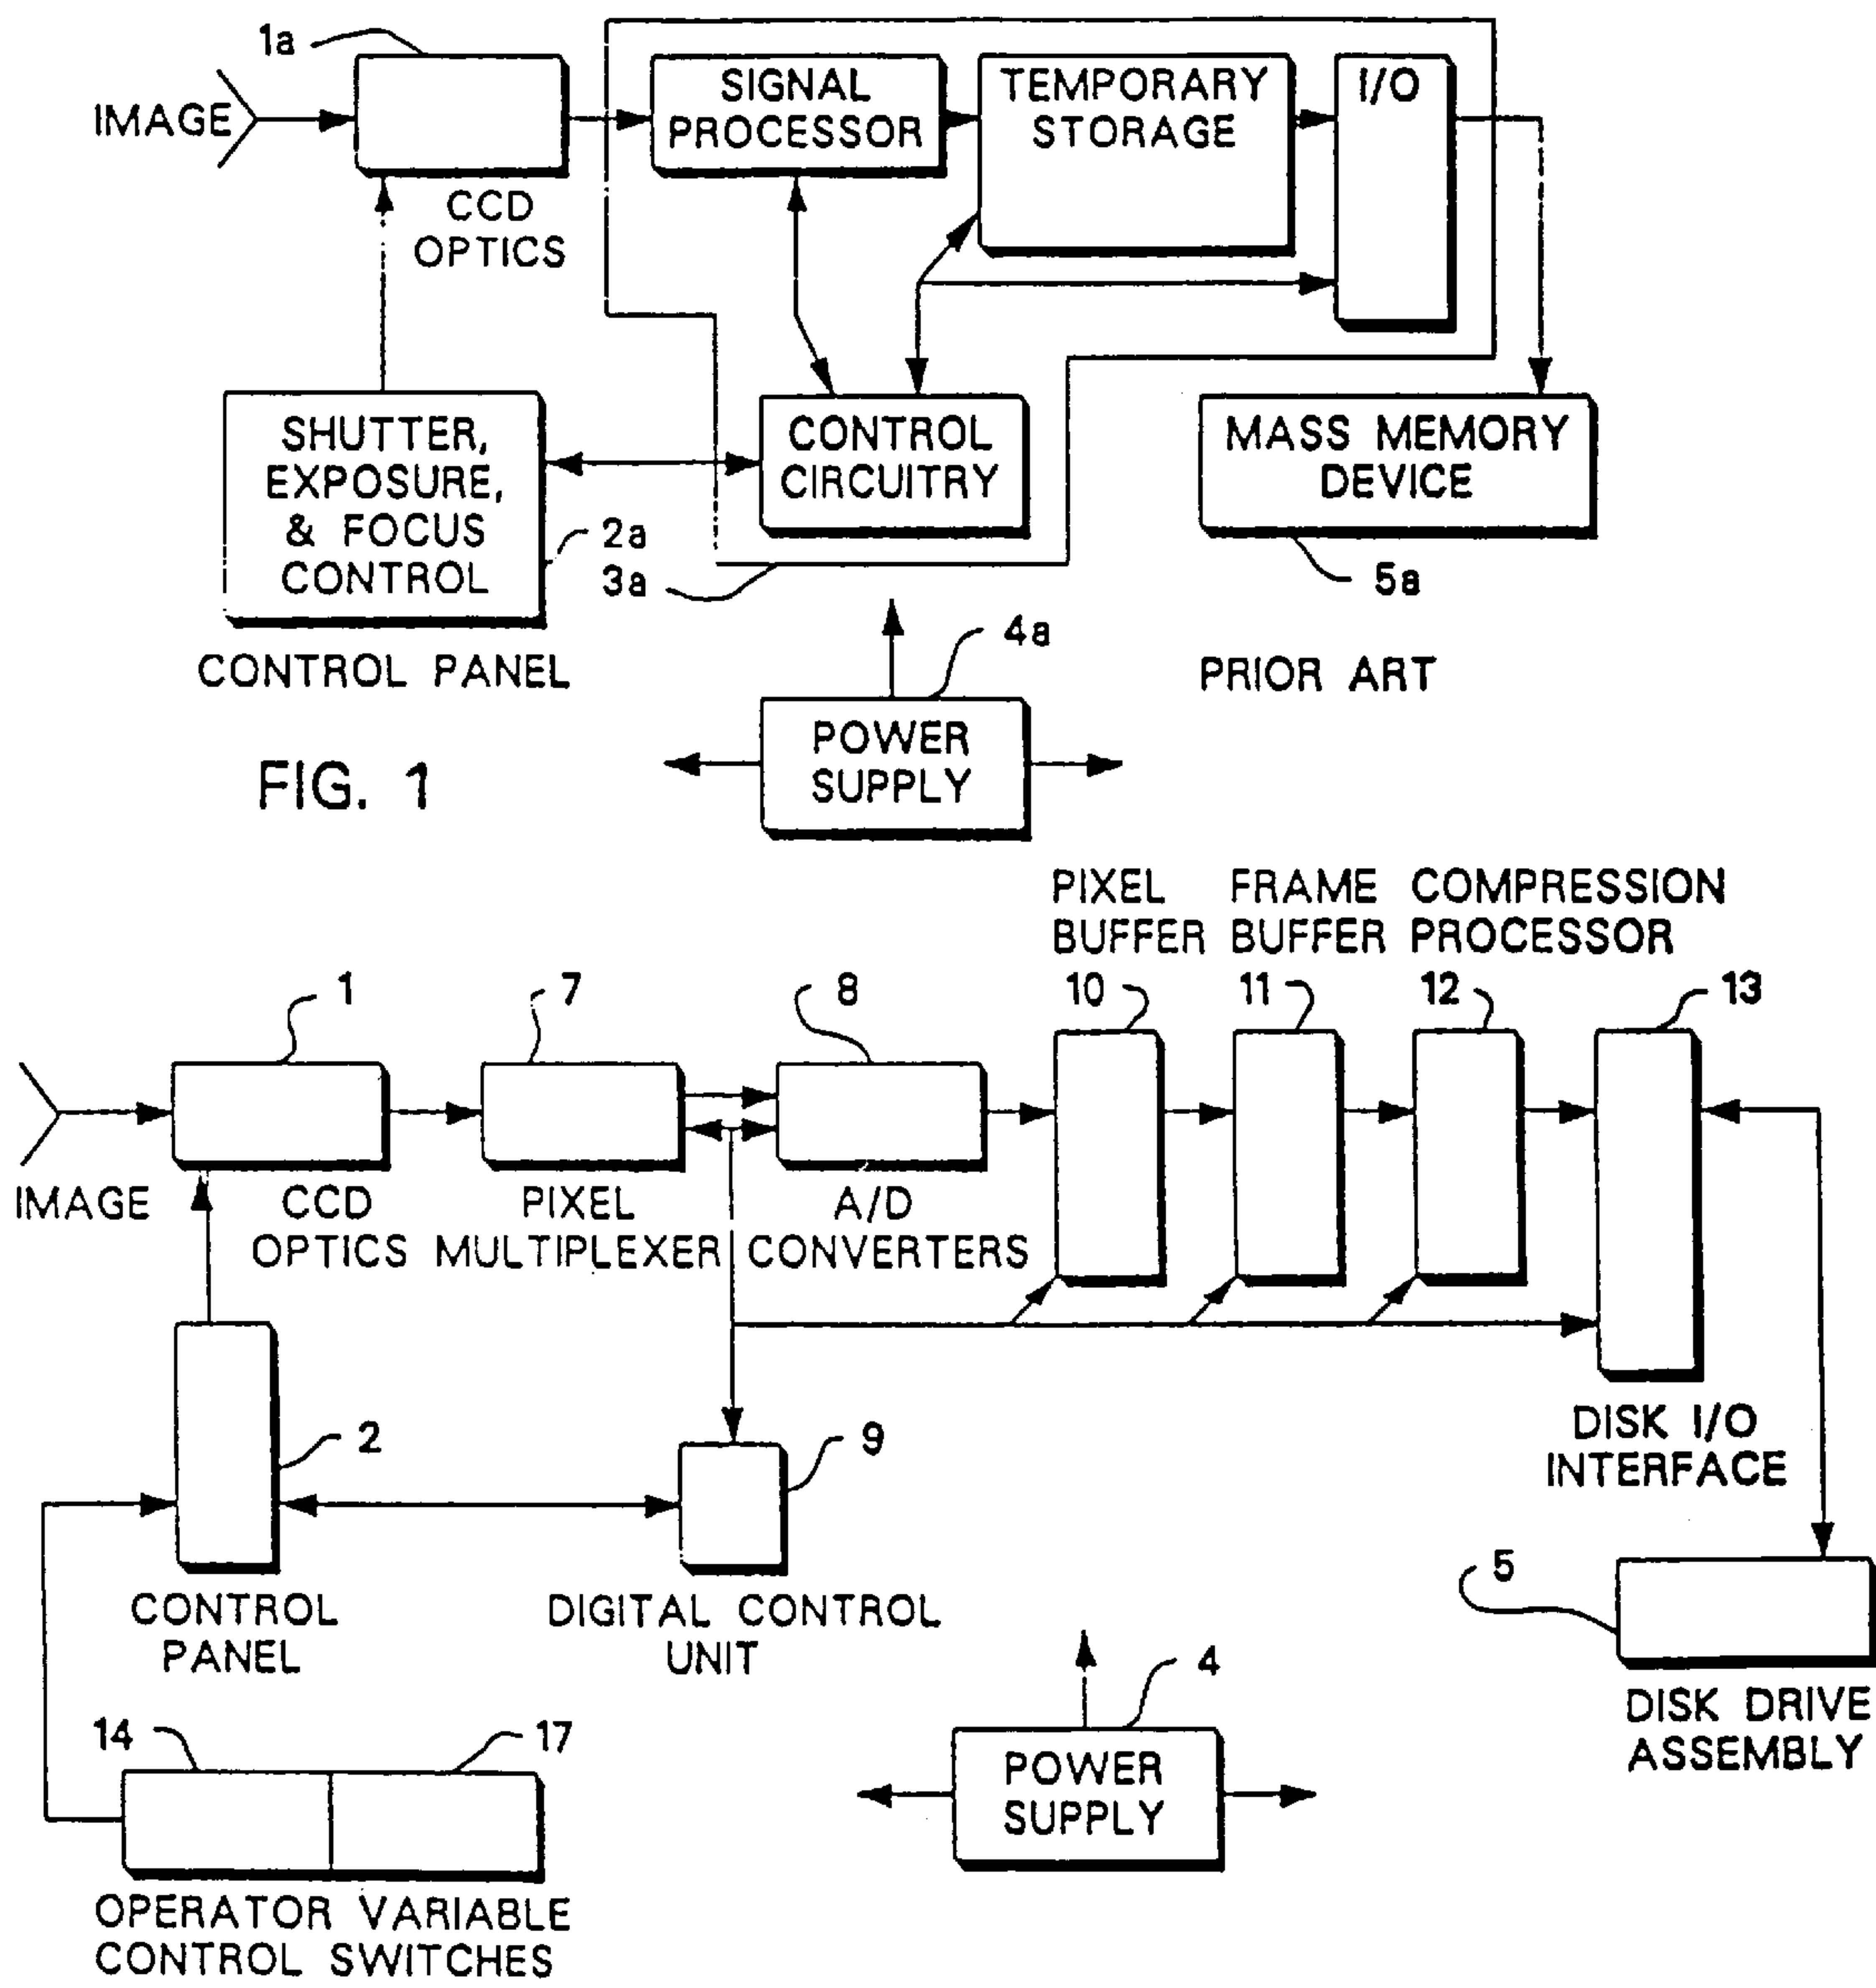 1a
IMAGE
CCD
OPTICS
SIGNAL
PROCESSOR
TEMPORARY
STORAGE
I/O
SHUTTER,
EXPOSURE,
& FOCUS
CONTROL
2a
3a
CONTROL
CIRCUITRY
MASS MEMORY
DEVICE
5a
CONTROL PANEL
4a
PRIOR ART
POWER
SUPPLY
FIG. 1
PIXEL FRAME COMPRESSION
BUFFER BUFFER PROCESSOR
1
7
8
10
11
12
13
IMAGE
CCD
OPTICS
PIXEL
MULTIPLEXER
A/D
CONVERTERS
2
9
DISK I/O
INTERFACE
CONTROL
PANEL
DIGITAL CONTROL
UNIT
5
4
DISK DRIVE
ASSEMBLY
14
17
POWER
SUPPLY
OPERATOR VARIABLE
CONTROL SWITCHES